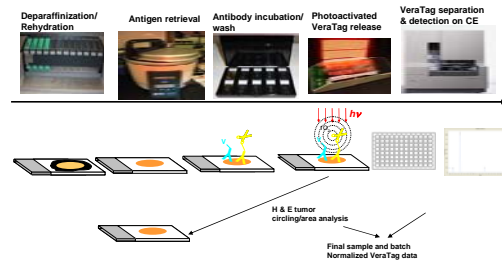 Deparaffinization/
Rehydration
Antigen retrieval
Antibody incubation/
wash
Photoactivated
VeraTag release
VeraTag separation
& detection on CE
hν
H & E tumor
circling/area analysis
Final sample and batch
Normalized VeraTag data